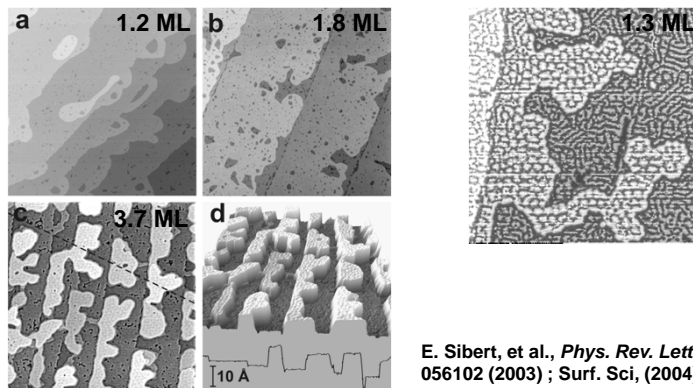 a 1.2 ML
b 1.8 ML
1.3 ML
c 3.7 ML
d
10 Å
E. Sibert, et al., Phys. Rev. Lett
056102 (2003) ; Surf. Sci, (2004